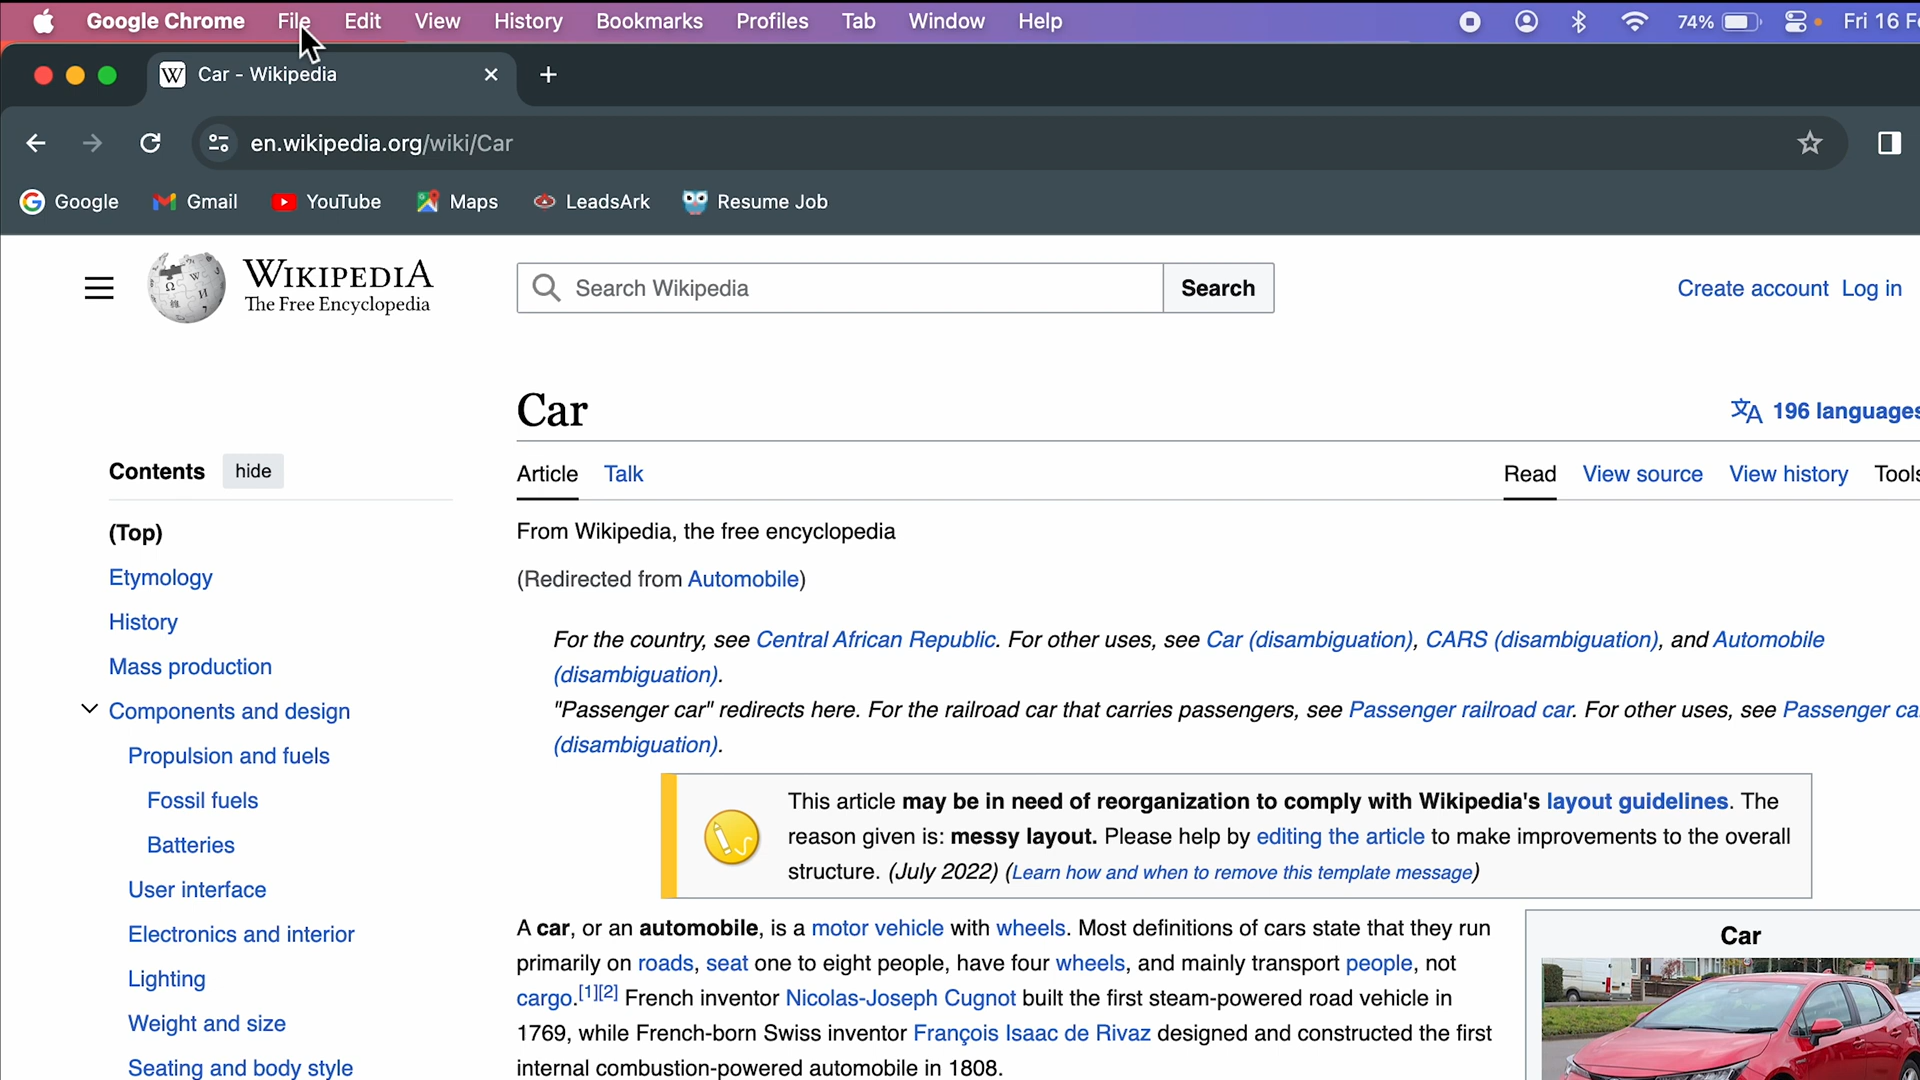 Google Chrome File Edit View History Bookmarks Profiles Tab Window Help 74% Fri 16
Car - Wikipedia
en.wikipedia.org/wiki/Car
Google Gmail YouTube Maps LeadsArk Resume Job
WIKIPEDIA
The Free Encyclopedia
Search Wikipedia Search Create account Log in
Car
196 languages
Contents hide
Article Talk Read View source View history Tools
(Top)
From Wikipedia, the free encyclopedia
Etymology
(Redirected from Automobile)
History
For the country, see Central African Republic. For other uses, see Car (disambiguation), CARS (disambiguation), and Automobile
(disambiguation).
Mass production
"Passenger car" redirects here. For the railroad car that carries passengers, see Passenger railroad car. For other uses, see Passenger
(disambiguation).
Components and design
Propulsion and fuels
Fossil fuels
Batteries
User interface
Electronics and interior
Lighting
Weight and size
Seating and body style
This article may be in need of reorganization to comply with Wikipedia's layout guidelines. The
reason given is: messy layout. Please help by editing the article to make improvements to the overall
structure. (July 2022) (Learn how and when to remove this template message)
A car, or an automobile, is a motor vehicle with wheels. Most definitions of cars state that they run
primarily on roads, seat one to eight people, have four wheels, and mainly transport people, not
cargo.[1][2] French inventor Nicolas-Joseph Cugnot built the first steam-powered road vehicle in
1769, while French-born Swiss inventor François Isaac de Rivaz designed and constructed the first
internal combustion-powered automobile in 1808.
Car